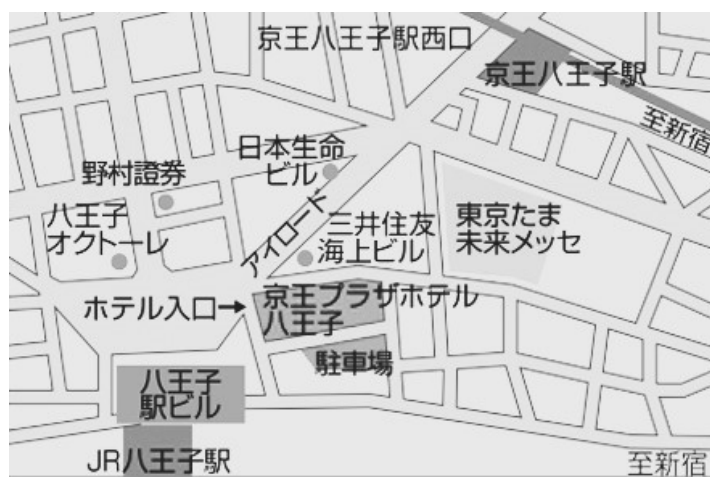 京王八王子駅西口
京王八王子駅
至新宿
日本生命
ビル
野村證券
アイロード
八王子
オクトーレ
三井住友
海上ビル
東京たま
未来メッセ
ホテル入口→
京王プラザホテル
八王子
駐車場
八王子
駅ビル
JR八王子駅
至新宿